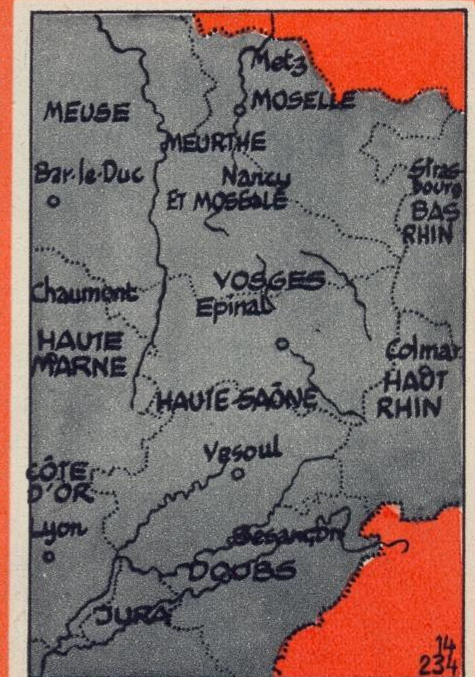 Metz
MOSELLE
MEUSE
MEURTHE
Bar-le-Duc
Nancy
ET MOSELLE
Stras-
bourg
BAS
RHIN
VOSGES
Chaumont
Epinal
HAUTE
MARNE
Colmar
HAUT
RHIN
HAUTE SAÔNE
Vesoul
CÔTE
D'OR
Lyon
Besançon
DOUBS
JURA
14
234